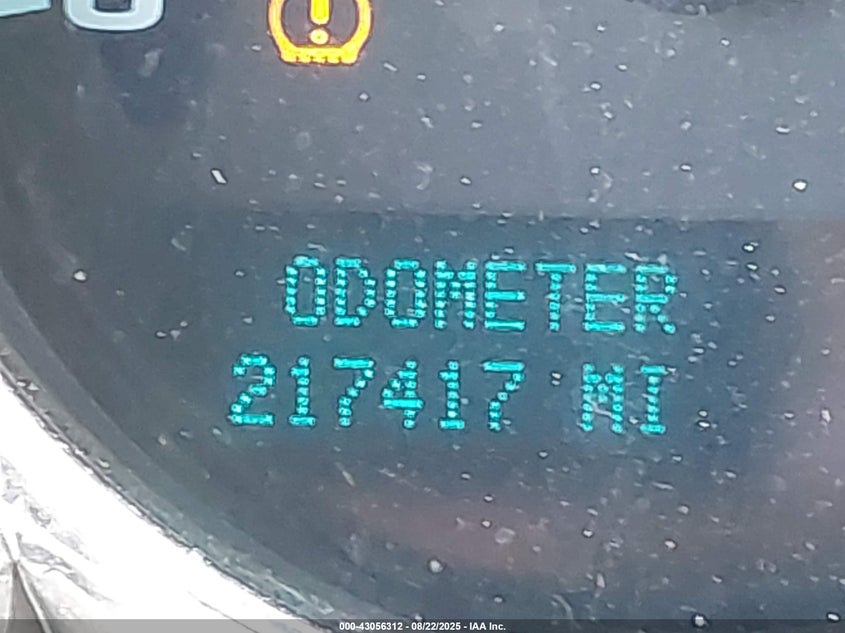 ODOMETER
217417 MI
000-43056312 - 08/22/2025 - IAA Inc.